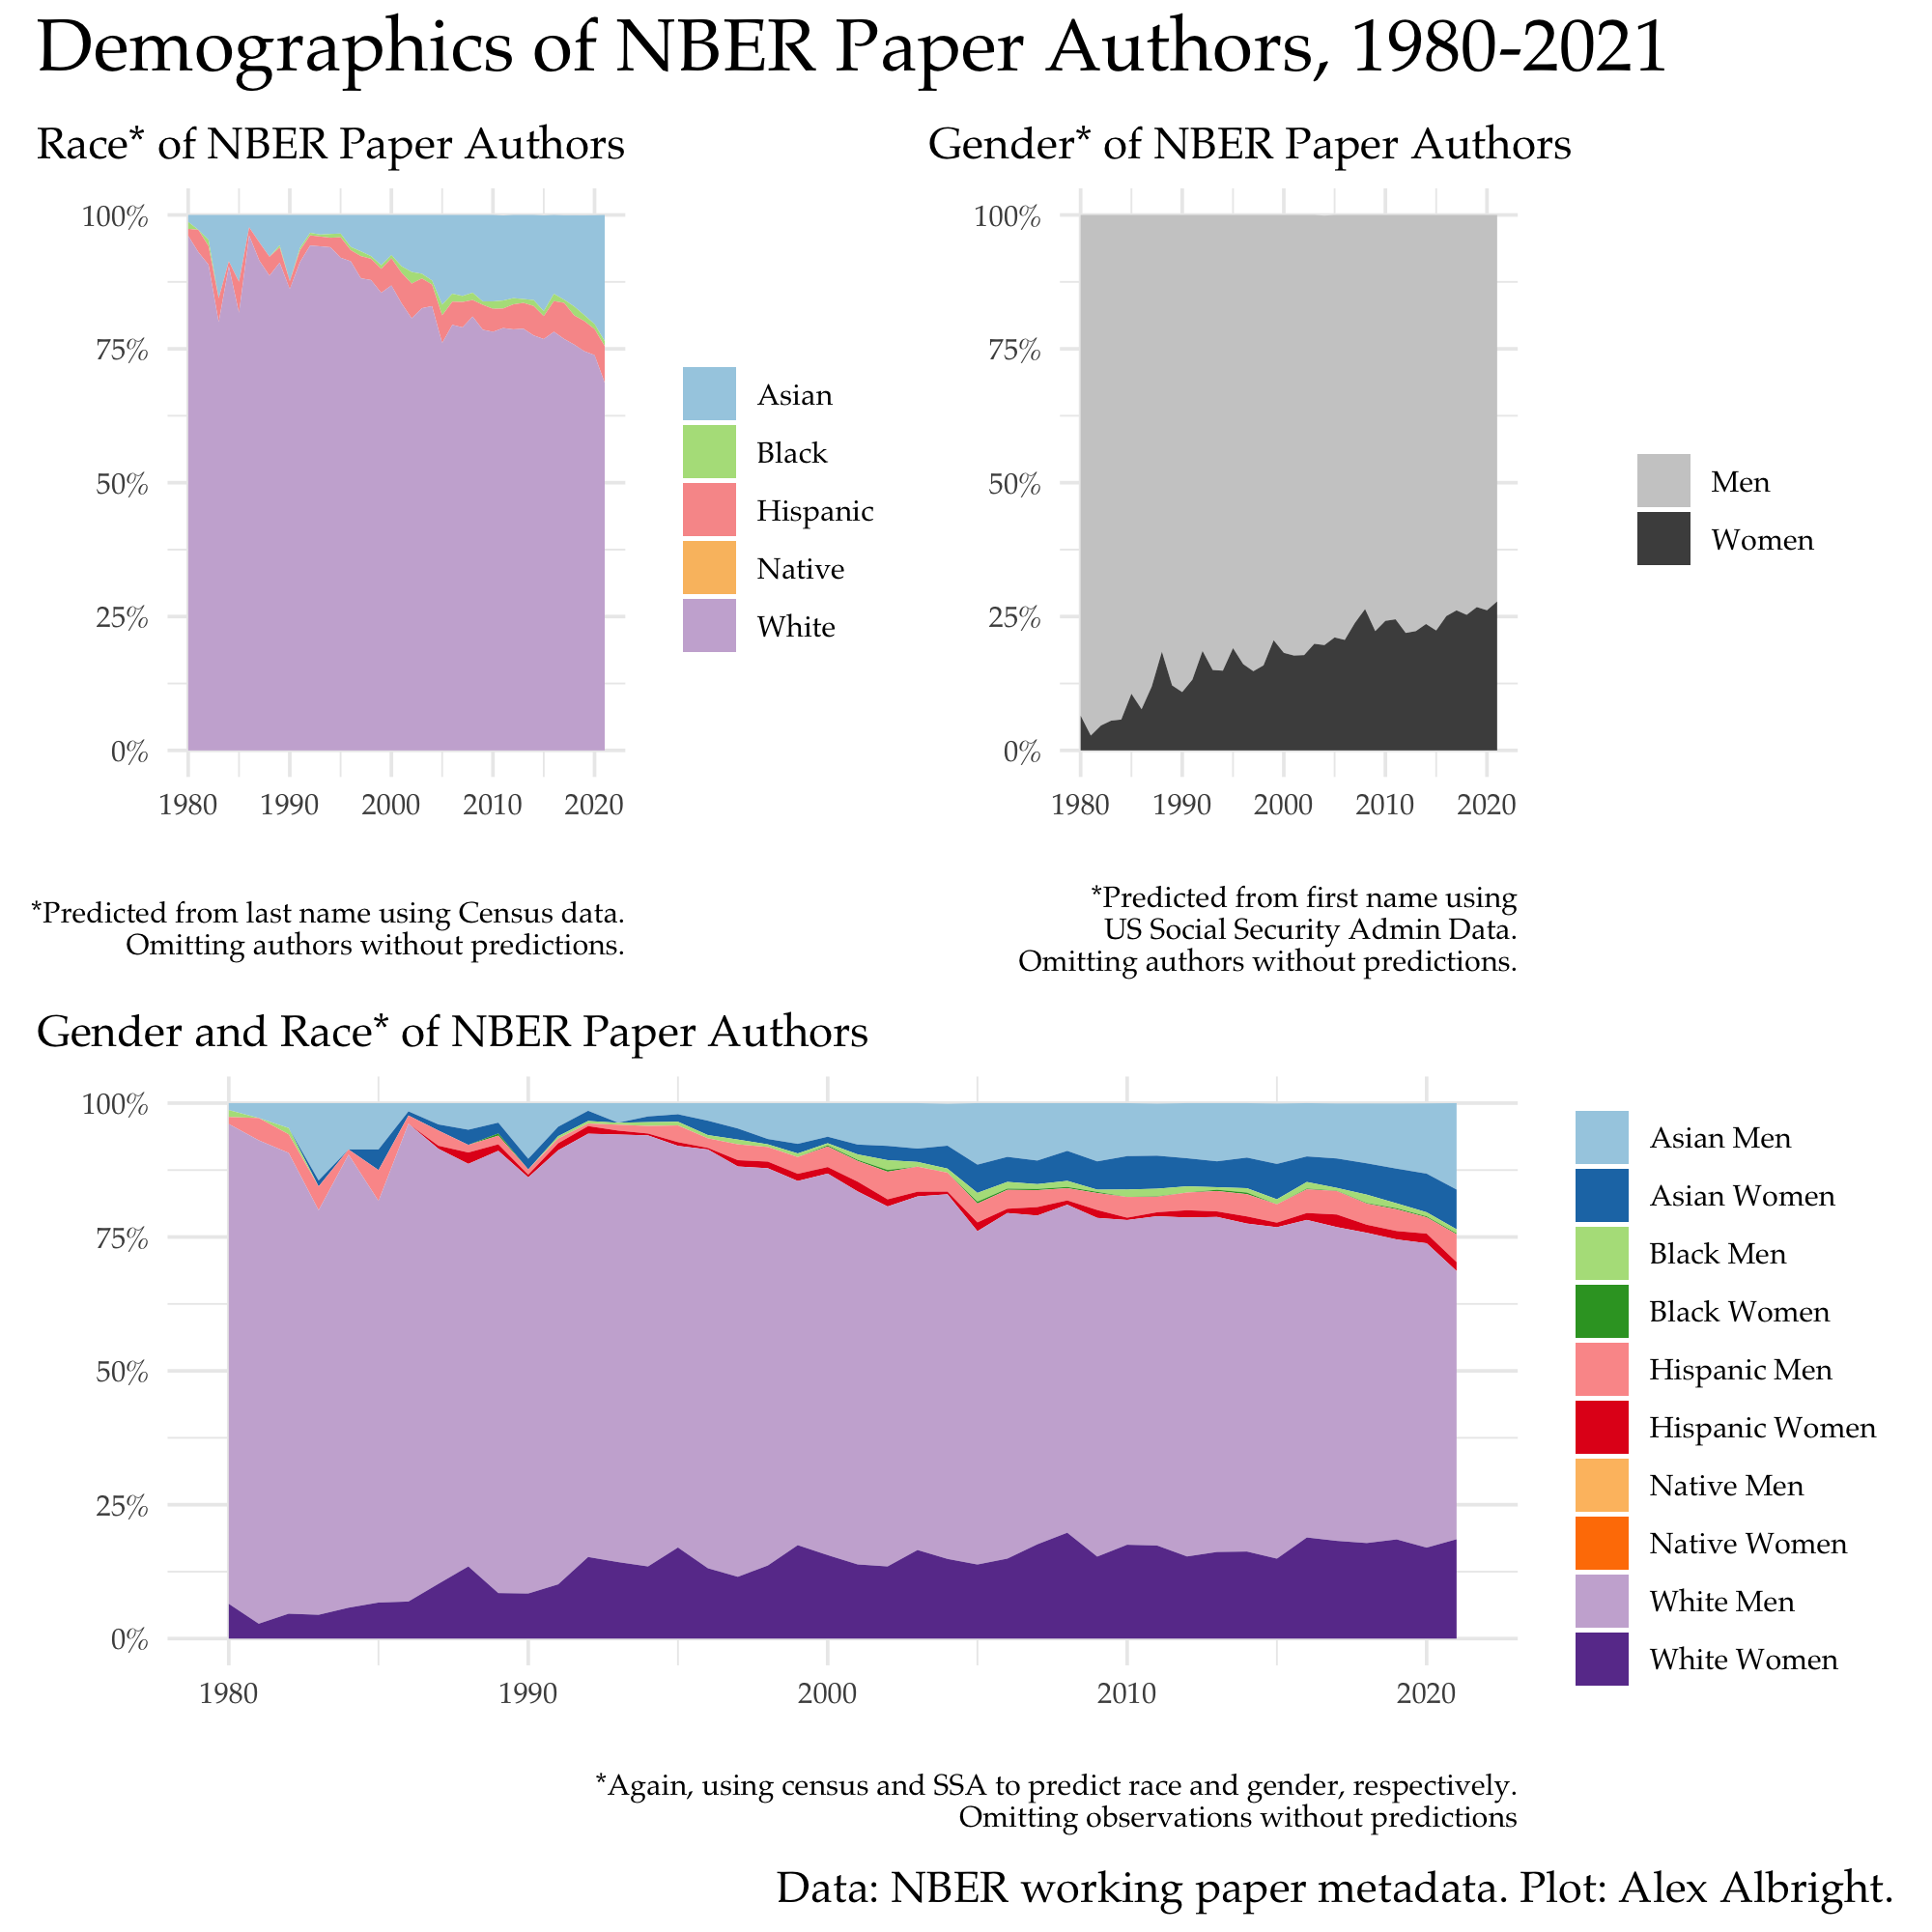 Demographics of NBER Paper Authors, 1980-2021
Race* of NBER Paper Authors
100%
75%
50%
25%
0%
1980 1990 2000 2010 2020
Asian
Black
Hispanic
Native
White
*Predicted from last name using Census data.
Omitting authors without predictions.
Gender* of NBER Paper Authors
100%
75%
50%
25%
0%
1980 1990 2000 2010 2020
Men
Women
*Predicted from first name using
US Social Security Admin Data.
Omitting authors without predictions.
Gender and Race* of NBER Paper Authors
100%
75%
50%
25%
0%
1980 1990 2000 2010 2020
Asian Men
Asian Women
Black Men
Black Women
Hispanic Men
Hispanic Women
Native Men
Native Women
White Men
White Women
*Again, using census and SSA to predict race and gender, respectively.
Omitting observations without predictions
Data: NBER working paper metadata. Plot: Alex Albright.